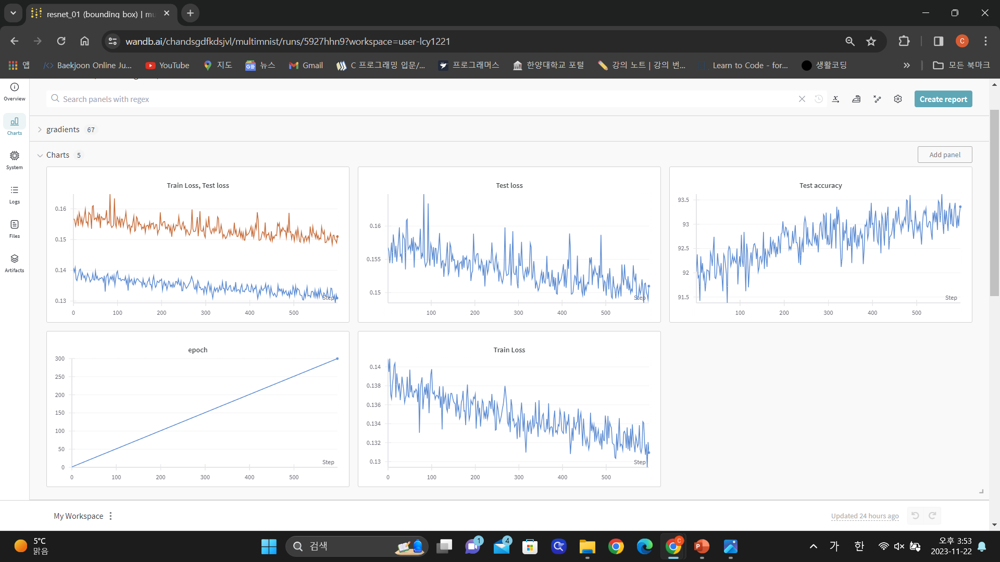 resnet_01 (bounding box) | mu
wandb.ai/chandsgdfkdsjvl/multimnist/runs/5927hhn9?workspace=user-lcy1221
C
앱
Baekjoon Online Ju...
YouTube
지도
뉴스
Gmail
C 프로그래밍 입문/...
프로그래머스
한양대학교 포털
강의 노트 | 강의 번...
Learn to Code - for...
생활코딩
모든 북마크
Overview
Charts
System
Logs
Files
Artifacts
Search panels with regex
Create report
gradients 67
Charts 5
Add panel
Train Loss, Test loss
0.16
0.15
0.14
0.13
Step
0 100 200 300 400 500
Test loss
0.16
0.155
0.15
Step
100 200 300 400 500
Test accuracy
93.5
93
92.5
92
91.5
Step
100 200 300 400 500
epoch
300
250
200
150
100
50
0
Step
0 100 200 300 400 500
Train Loss
0.14
0.138
0.136
0.134
0.132
0.13
Step
0 100 200 300 400 500
My Workspace
Updated 24 hours ago
5°C
맑음
검색
1
4
C
P
가
한
오후 3:53
2023-11-22